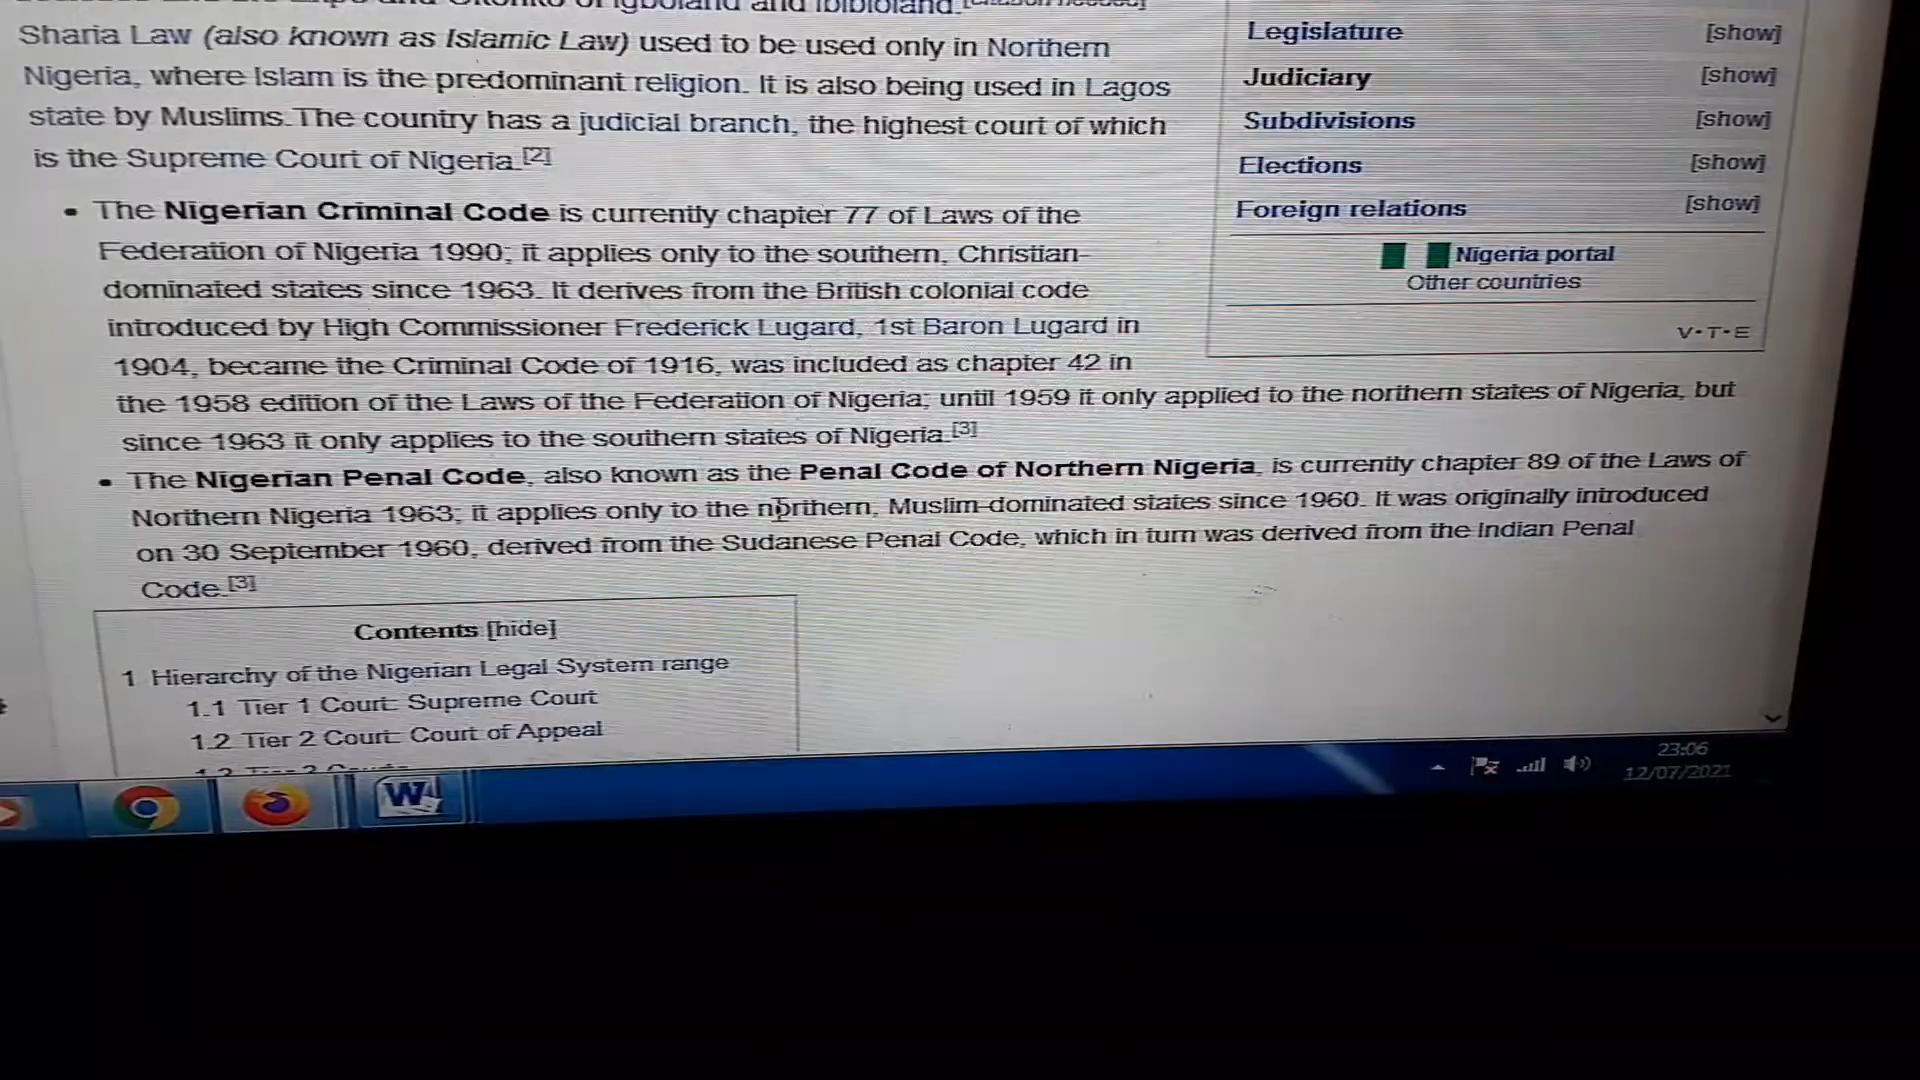 and Ibibioland.
Sharia Law (also known as Islamic Law) used to be used only in Northern
Nigeria, where Islam is the predominant religion. It is also being used in Lagos
state by Muslims.The country has a judicial branch, the highest court of which
is the Supreme Court of Nigeria.[2]
• The Nigerian Criminal Code is currently chapter 77 of Laws of the
Federation of Nigeria 1990; it applies only to the southern, Christian-
dominated states since 1963. It derives from the British colonial code
introduced by High Commissioner Frederick Lugard, 1st Baron Lugard in
1904, became the Criminal Code of 1916, was included as chapter 42 in
the 1958 edition of the Laws of the Federation of Nigeria; until 1959 it only applied to the northern states of Nigeria, but
since 1963 it only applies to the southern states of Nigeria.[3]
• The Nigerian Penal Code, also known as the Penal Code of Northern Nigeria, is currently chapter 89 of the Laws of
Northern Nigeria 1963; it applies only to the northern, Muslim-dominated states since 1960. It was originally introduced
on 30 September 1960, derived from the Sudanese Penal Code, which in turn was derived from the Indian Penal
Code.[3]
Contents [hide]
1 Hierarchy of the Nigerian Legal System range
1.1 Tier 1 Court: Supreme Court
1.2 Tier 2 Court: Court of Appeal
Legislature [show]
Judiciary [show]
Subdivisions [show]
Elections [show]
Foreign relations [show]
Nigeria portal
Other countries
V·T·E
W
23:06
12/07/2021